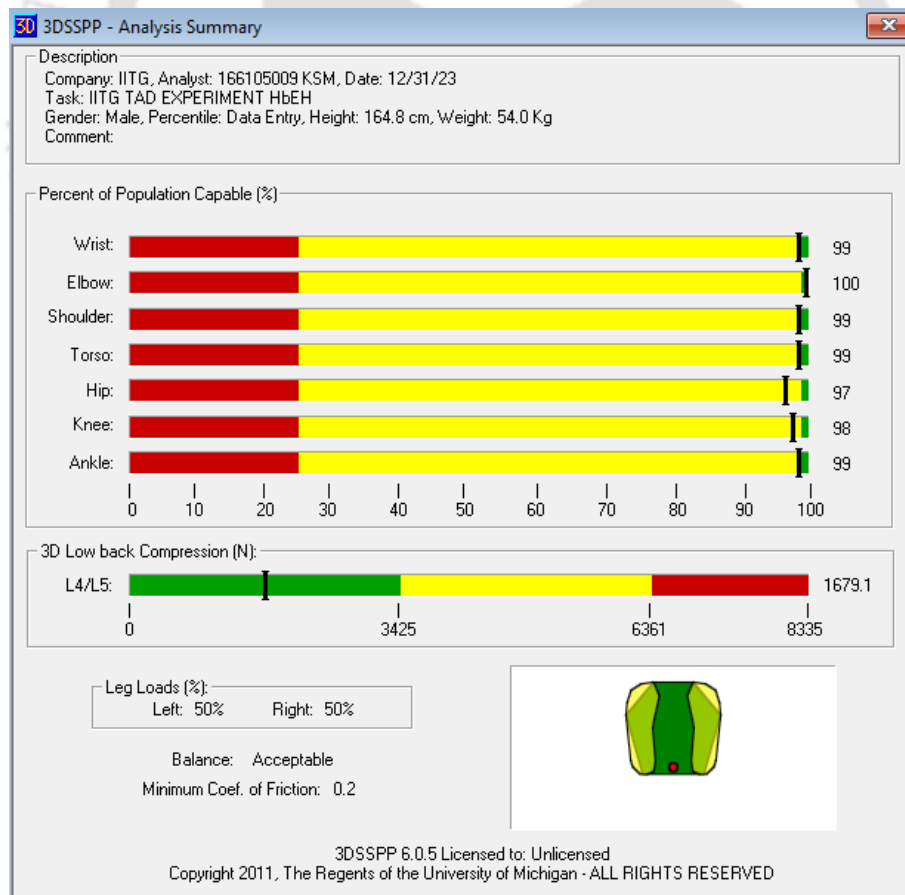 3D 3DSSPP - Analysis Summary
Description
Company: IITG, Analyst: 166105009 KSM, Date: 12/31/23
Task: IITG TAD EXPERIMENT HbEH
Gender: Male, Percentile: Data Entry, Height: 164.8 cm, Weight: 54.0 Kg
Comment:
Percent of Population Capable (%)
Wrist: 99
Elbow: 100
Shoulder: 99
Torso: 99
Hip: 97
Knee: 98
Ankle: 99
0 10 20 30 40 50 60 70 80 90 100
3D Low back Compression (N):
L4/L5: 1679.1
0 3425 6361 8335
Leg Loads (%):
Left: 50% Right: 50%
Balance: Acceptable
Minimum Coef. of Friction: 0.2
3DSSPP 6.0.5 Licensed to: Unlicensed
Copyright 2011, The Regents of the University of Michigan - ALL RIGHTS RESERVED